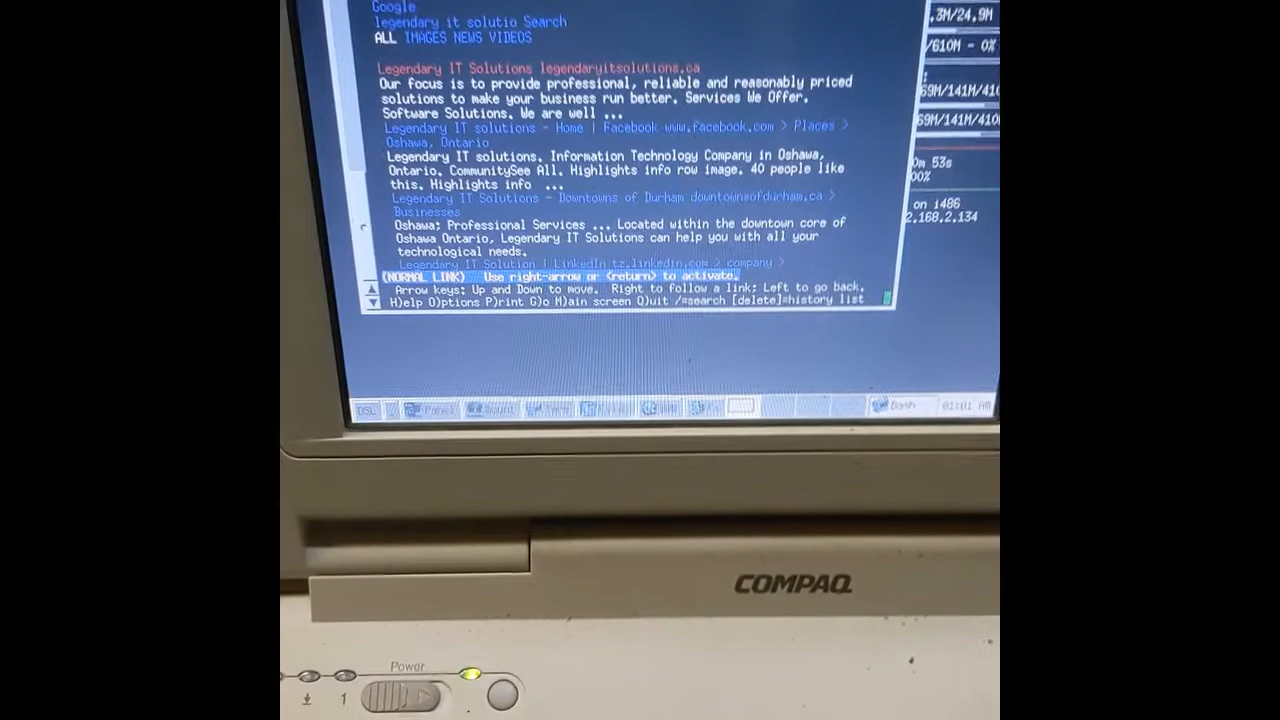 Google
legendary it solutio Search
ALL IMAGES NEWS VIDEOS
Legendary IT Solutions legendaryitsolutions.ca
Our focus is to provide professional, reliable and reasonably priced
solutions to make your business run better. Services We Offer.
Software Solutions. We are well ...
Legendary IT solutions - Home | Facebook www.facebook.com > Places >
Oshawa, Ontario
Legendary IT solutions. Information Technology Company in Oshawa,
Ontario. CommunitySee All. Highlights info row image. 40 people like
this. Highlights info ...
Legendary IT Solutions - Downtowns of Durham downtownsofdurham.ca >
Businesses
Oshawa; Professional Services ... Located within the downtown core of
Oshawa Ontario, Legendary IT Solutions can help you with all your
technological needs.
Legendary IT Solution | LinkedIn tz.linkedin.com > company >
(NORMAL LINK) Use right-arrow or <return> to activate.
Arrow keys: Up and Down to move. Right to follow a link; Left to go back.
H)elp O)ptions P)rint G)o M)ain screen Q)uit /=search [delete]=history list
.3M/24.9M
/610M - 0%
69M/141M/410
69M/141M/410
0m 53s
00%
on i486
2.168.2.134
DSL Panel Mount Term Bash 01:01 AM
COMPAQ
Power
1